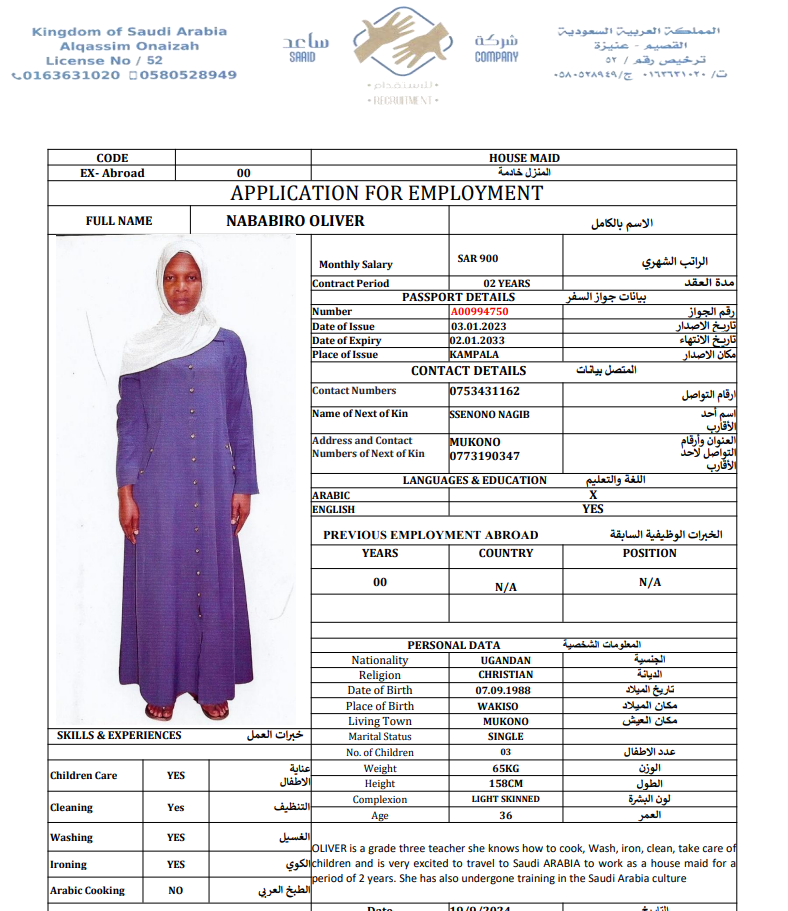 Kingdom of Saudi Arabia
Alqassim Onaizah
License No / 52
0163631020 0580528949
ساعد
SAAID
شركة
COMPANY
للاستقدام
• RECRUITMENT •
المملكة العربية السعودية
القصيم - عنيزة
ترخيص رقم / ٥٢
ت/ ٠١٦٣٦٣١٠٢٠ ج/٠٥٨٠٥٢٨٩٤٩
CODE HOUSE MAID
EX- Abroad 00 المنزل خادمة
APPLICATION FOR EMPLOYMENT
FULL NAME NABABIRO OLIVER الاسم بالكامل
Monthly Salary SAR 900 الراتب الشهري
Contract Period 02 YEARS مدة العقد
PASSPORT DETAILS بيانات جواز السفر
Number A00994750 رقم الجواز
Date of Issue 03.01.2023 تاريخ الاصدار
Date of Expiry 02.01.2033 تاريخ الانتهاء
Place of Issue KAMPALA مكان الاصدار
CONTACT DETAILS المتصل بيانات
Contact Numbers 0753431162 ارقام التواصل
Name of Next of Kin SSENONO NAGIB اسم أحد
الأقارب
Address and Contact MUKONO العنوان وأرقام
Numbers of Next of Kin 0773190347 التواصل لاحد
الأقارب
LANGUAGES & EDUCATION اللغة والتعليم
ARABIC X
ENGLISH YES
PREVIOUS EMPLOYMENT ABROAD الخبرات الوظيفية السابقة
YEARS COUNTRY POSITION
00 N/A N/A
PERSONAL DATA المعلومات الشخصية
Nationality UGANDAN الجنسية
Religion CHRISTIAN الديانة
Date of Birth 07.09.1988 تاريخ الميلاد
Place of Birth WAKISO مكان الميلاد
Living Town MUKONO مكان العيش
Marital Status SINGLE
No. of Children 03 عدد الاطفال
Weight 65KG الوزن
Height 158CM الطول
Complexion LIGHT SKINNED لون البشرة
Age 36 العمر
SKILLS & EXPERIENCES خبرات العمل
Children Care YES عناية
الاطفال
Cleaning Yes التنظيف
Washing YES الغسيل
Ironing YES الكوي
Arabic Cooking NO الطبخ العربي
OLIVER is a grade three teacher she knows how to cook, Wash, iron, clean, take care of
children and is very excited to travel to Saudi ARABIA to work as a house maid for a
period of 2 years. She has also undergone training in the Saudi Arabia culture
Date 10/9/2024 التاريخ